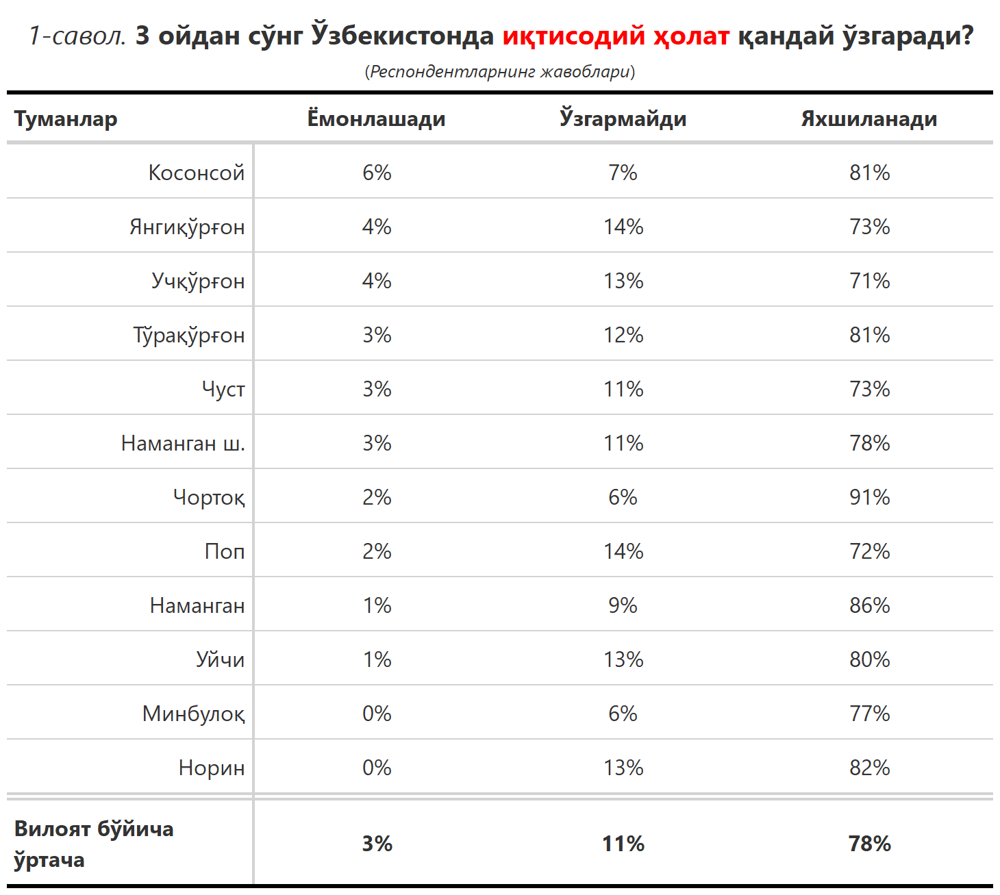 1-савол. 3 ойдан сўнг Ўзбекистонда иқтисодий ҳолат қандай ўзгаради?
(Респондентларнинг жавоблари)
Туманлар Ёмонлашади Ўзгармайди Яхшиланади
Косонсой 6% 7% 81%
Янгиқўрғон 4% 14% 73%
Учқўрғон 4% 13% 71%
Тўрақўрғон 3% 12% 81%
Чуст 3% 11% 73%
Наманган ш. 3% 11% 78%
Чортоқ 2% 6% 91%
Поп 2% 14% 72%
Наманган 1% 9% 86%
Уйчи 1% 13% 80%
Минбулоқ 0% 6% 77%
Норин 0% 13% 82%
Вилоят бўйича
ўртача 3% 11% 78%